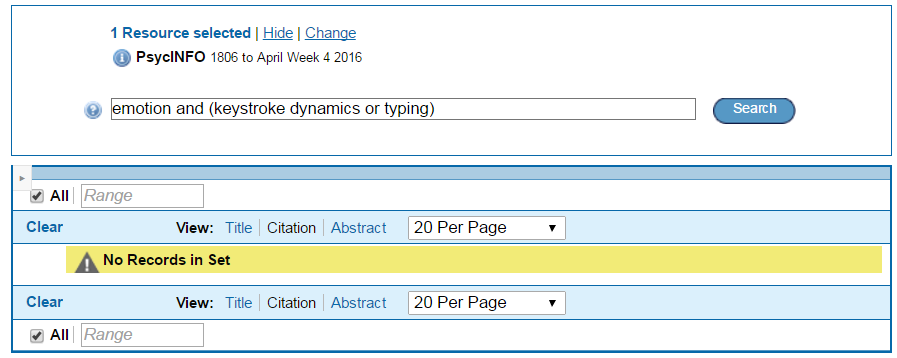 1 Resource selected | Hide | Change
PsycINFO 1806 to April Week 4 2016
emotion and (keystroke dynamics or typing) Search
All Range
Clear View: Title Citation Abstract 20 Per Page
No Records in Set
Clear View: Title Citation Abstract 20 Per Page
All Range